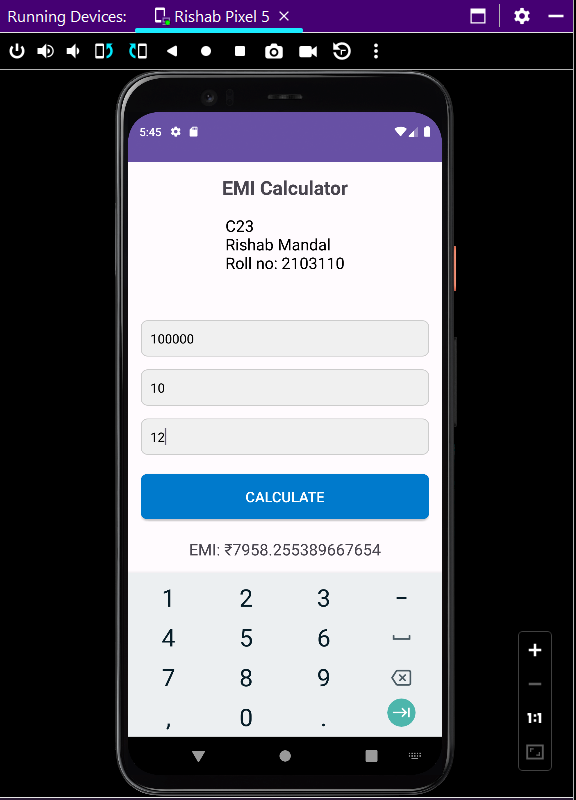 Running Devices: Rishab Pixel 5
5:45
EMI Calculator
C23
Rishab Mandal
Roll no: 2103110
100000
10
12
CALCULATE
EMI: ₹7958.255389667654
1 2 3 -
4 5 6
7 8 9
, 0 .
1:1